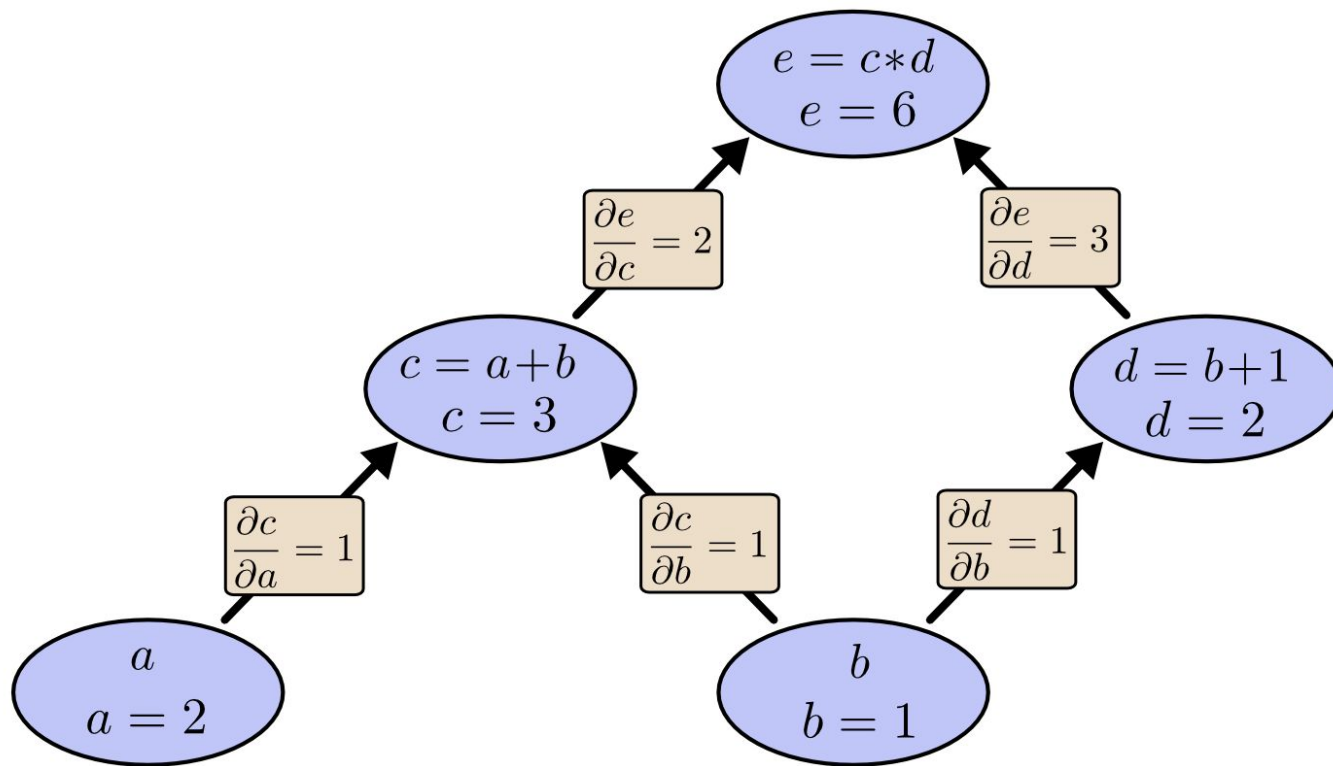 e = c*d
e = 6
∂e/∂c = 2
∂e/∂d = 3
c = a+b
c = 3
d = b+1
d = 2
∂c/∂a = 1
∂c/∂b = 1
∂d/∂b = 1
a
a = 2
b
b = 1